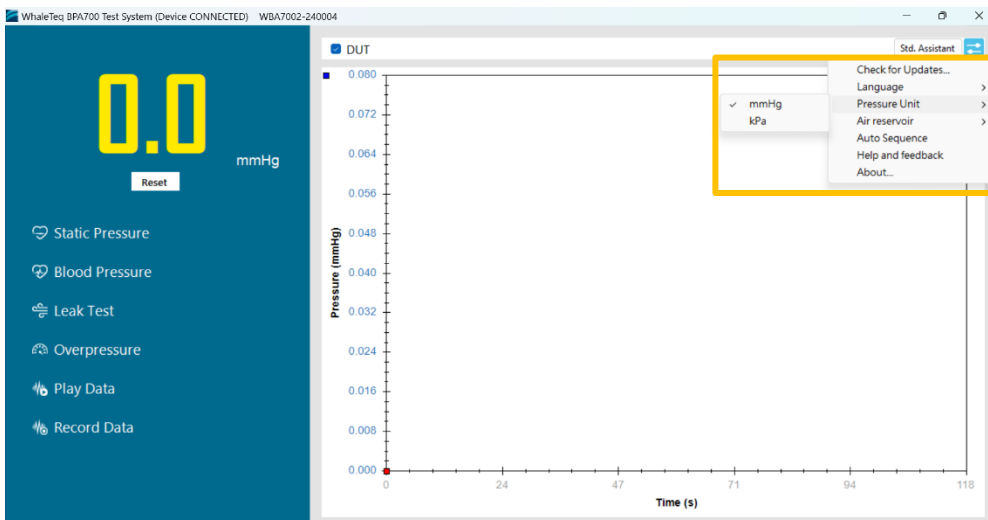 WhaleTeq BPA700 Test System (Device CONNECTED) WBA7002-240004
DUT
Std. Assistant
0.0
mmHg
Reset
Static Pressure
Blood Pressure
Leak Test
Overpressure
Play Data
Record Data
Check for Updates...
Language
Pressure Unit
Air reservoir
Auto Sequence
Help and feedback
About...
mmHg
kPa
Pressure (mmHg)
0.080
0.072
0.064
0.056
0.048
0.040
0.032
0.024
0.016
0.008
0.000
0 24 47 71 94 118
Time (s)